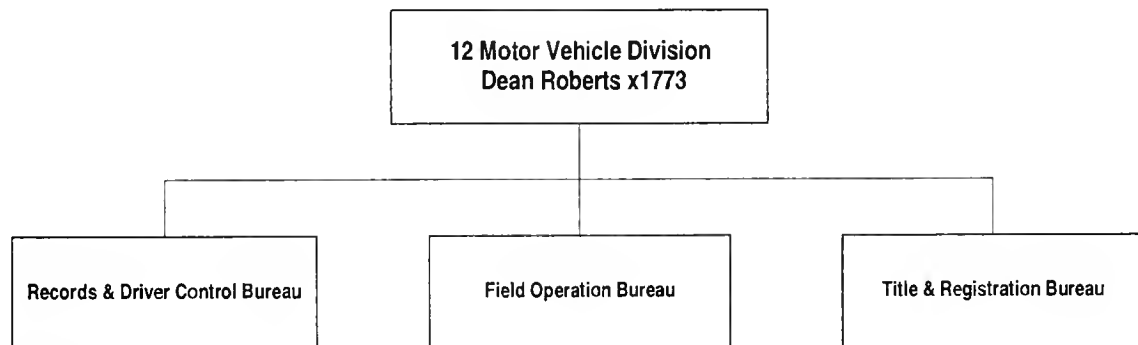 12 Motor Vehicle Division
Dean Roberts x1773
Records & Driver Control Bureau
Field Operation Bureau
Title & Registration Bureau